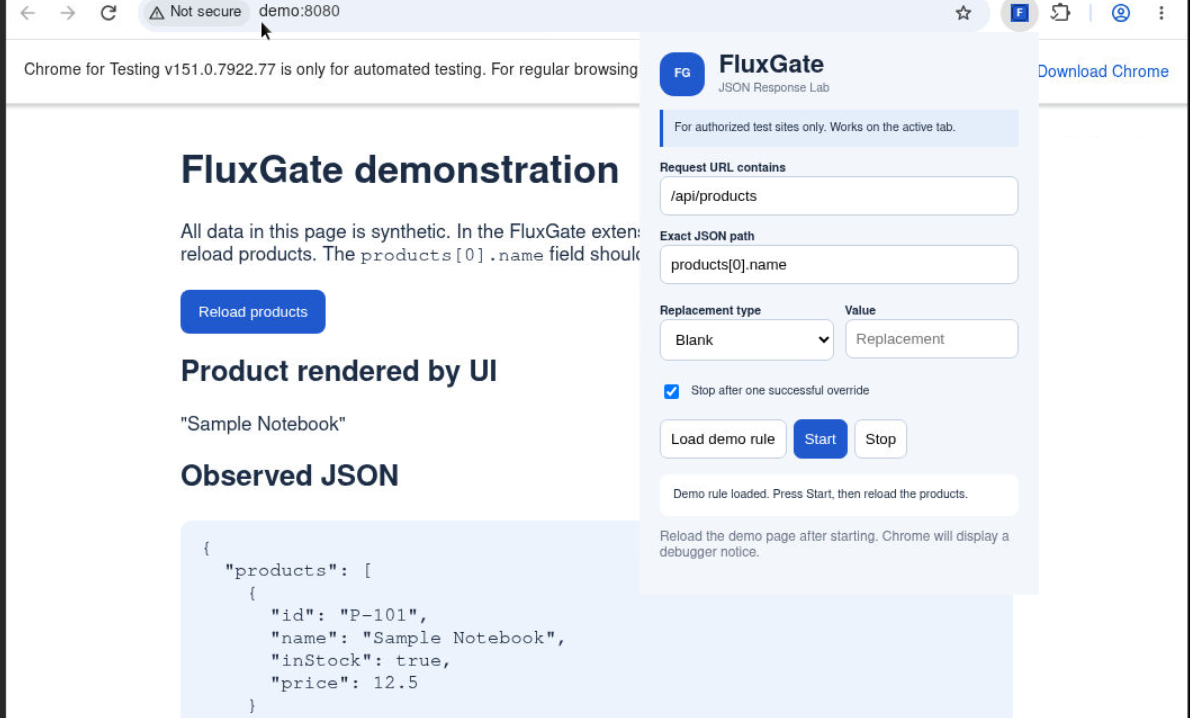 Not secure
demo:8080
F
Chrome for Testing v151.0.7922.77 is only for automated testing. For regular browsing
Download Chrome
FluxGate demonstration
All data in this page is synthetic. In the FluxGate
reload products. The products[0].name field
Reload products
Product rendered by UI
"Sample Notebook"
Observed JSON
{
"products": [
{
"id": "P-101",
"name": "Sample Notebook",
"inStock": true,
"price": 12.5
}
FG
FluxGate
JSON Response Lab
For authorized test sites only. Works on the active tab.
Request URL contains
/api/products
Exact JSON path
products[0].name
Replacement type
Value
Blank
Replacement
Stop after one successful override
Load demo rule
Start
Stop
Demo rule loaded. Press Start, then reload the products.
Reload the demo page after starting. Chrome will display a
debugger notice.